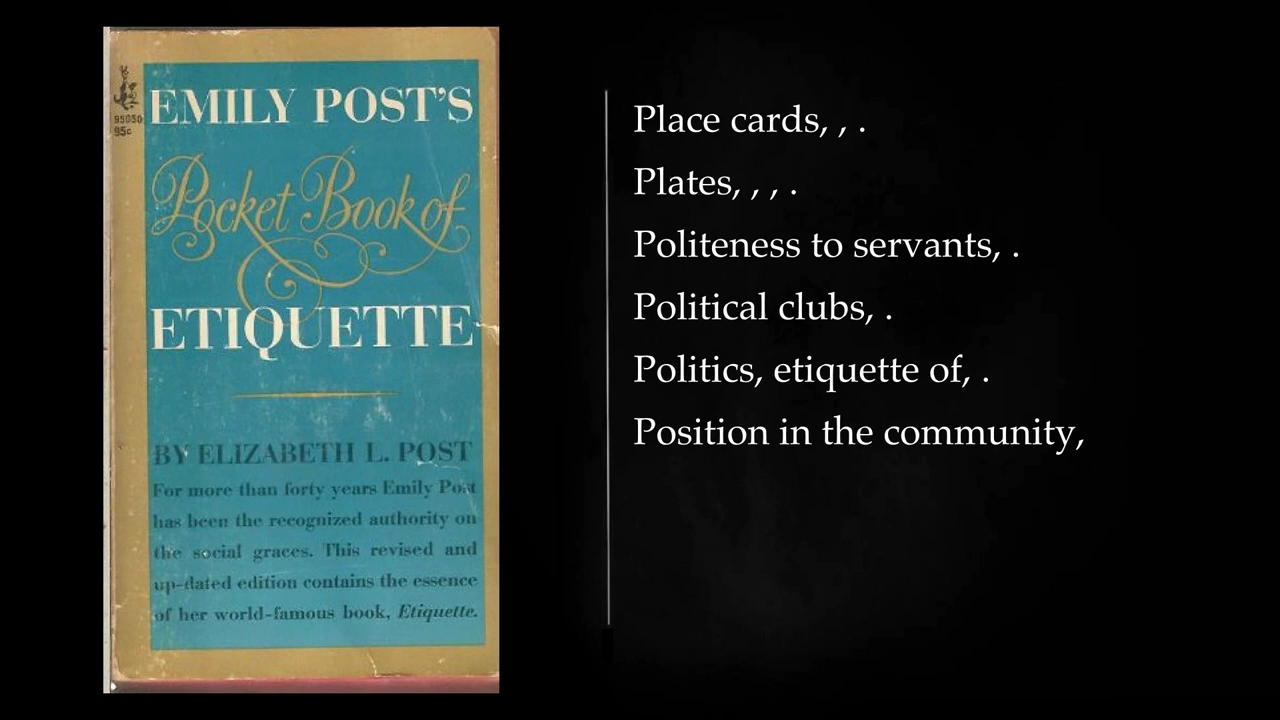 95050
95c
EMILY POST'S
Pocket Book of
ETIQUETTE
BY ELIZABETH L. POST
For more than forty years Emily Post
has been the recognized authority on
the social graces. This revised and
up-dated edition contains the essence
of her world-famous book, Etiquette.
Place cards, , .
Plates, , , .
Politeness to servants, .
Political clubs, .
Politics, etiquette of, .
Position in the community,